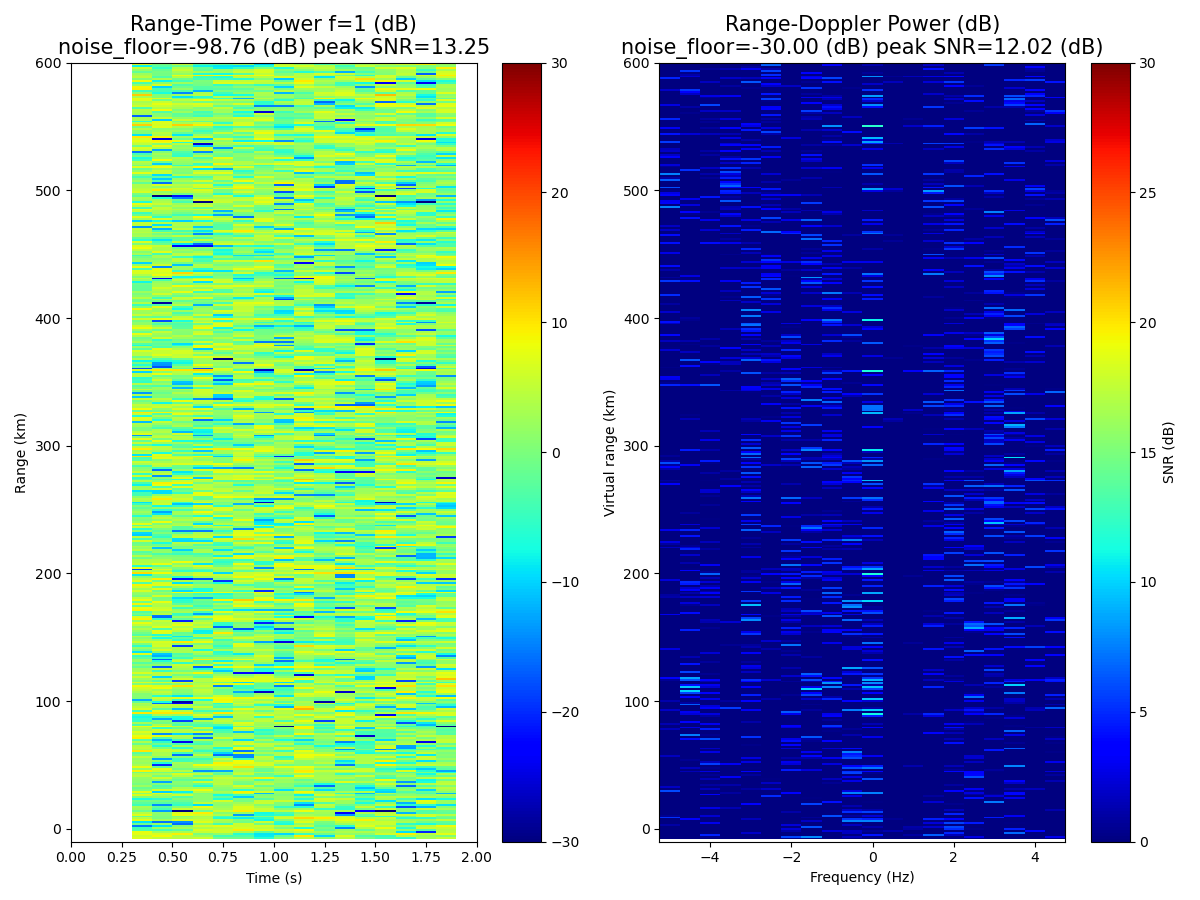 Range-Time Power f=1 (dB)
noise_floor=-98.76 (dB) peak SNR=13.25
Range (km)
600
500
400
300
200
100
0
0.00 0.25 0.50 0.75 1.00 1.25 1.50 1.75 2.00
Time (s)
30
20
10
0
−10
−20
−30
Range-Doppler Power (dB)
noise_floor=-30.00 (dB) peak SNR=12.02 (dB)
Virtual range (km)
600
500
400
300
200
100
0
−4 −2 0 2 4
Frequency (Hz)
30
25
20
15
10
5
0
SNR (dB)